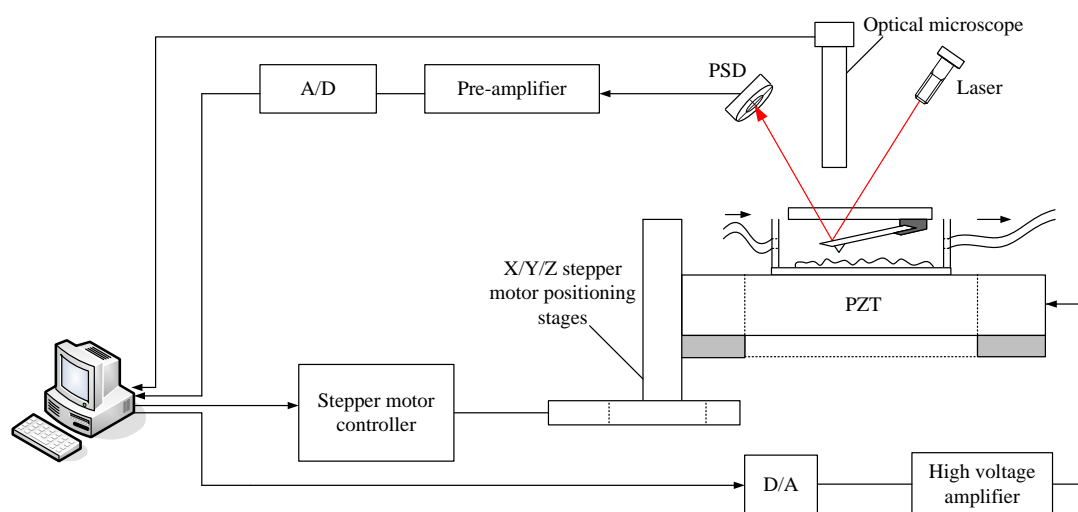 Optical microscope
PSD
Laser
A/D
Pre-amplifier
X/Y/Z stepper
motor positioning
stages
PZT
Stepper motor
controller
D/A
High voltage
amplifier